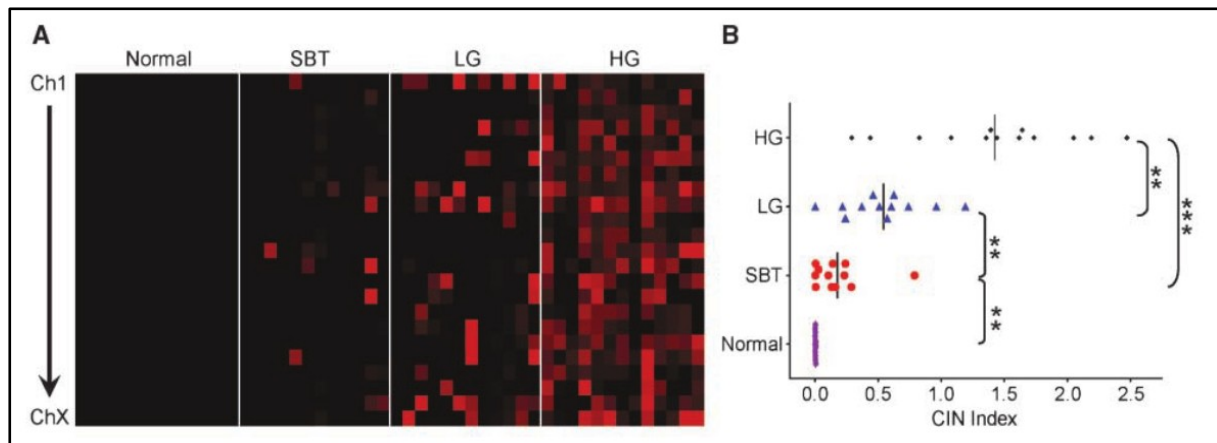 A
Normal SBT LG HG
Ch1
ChX
B
HG
LG
SBT
Normal
** 
***
**
**
0.0 0.5 1.0 1.5 2.0 2.5
CIN Index